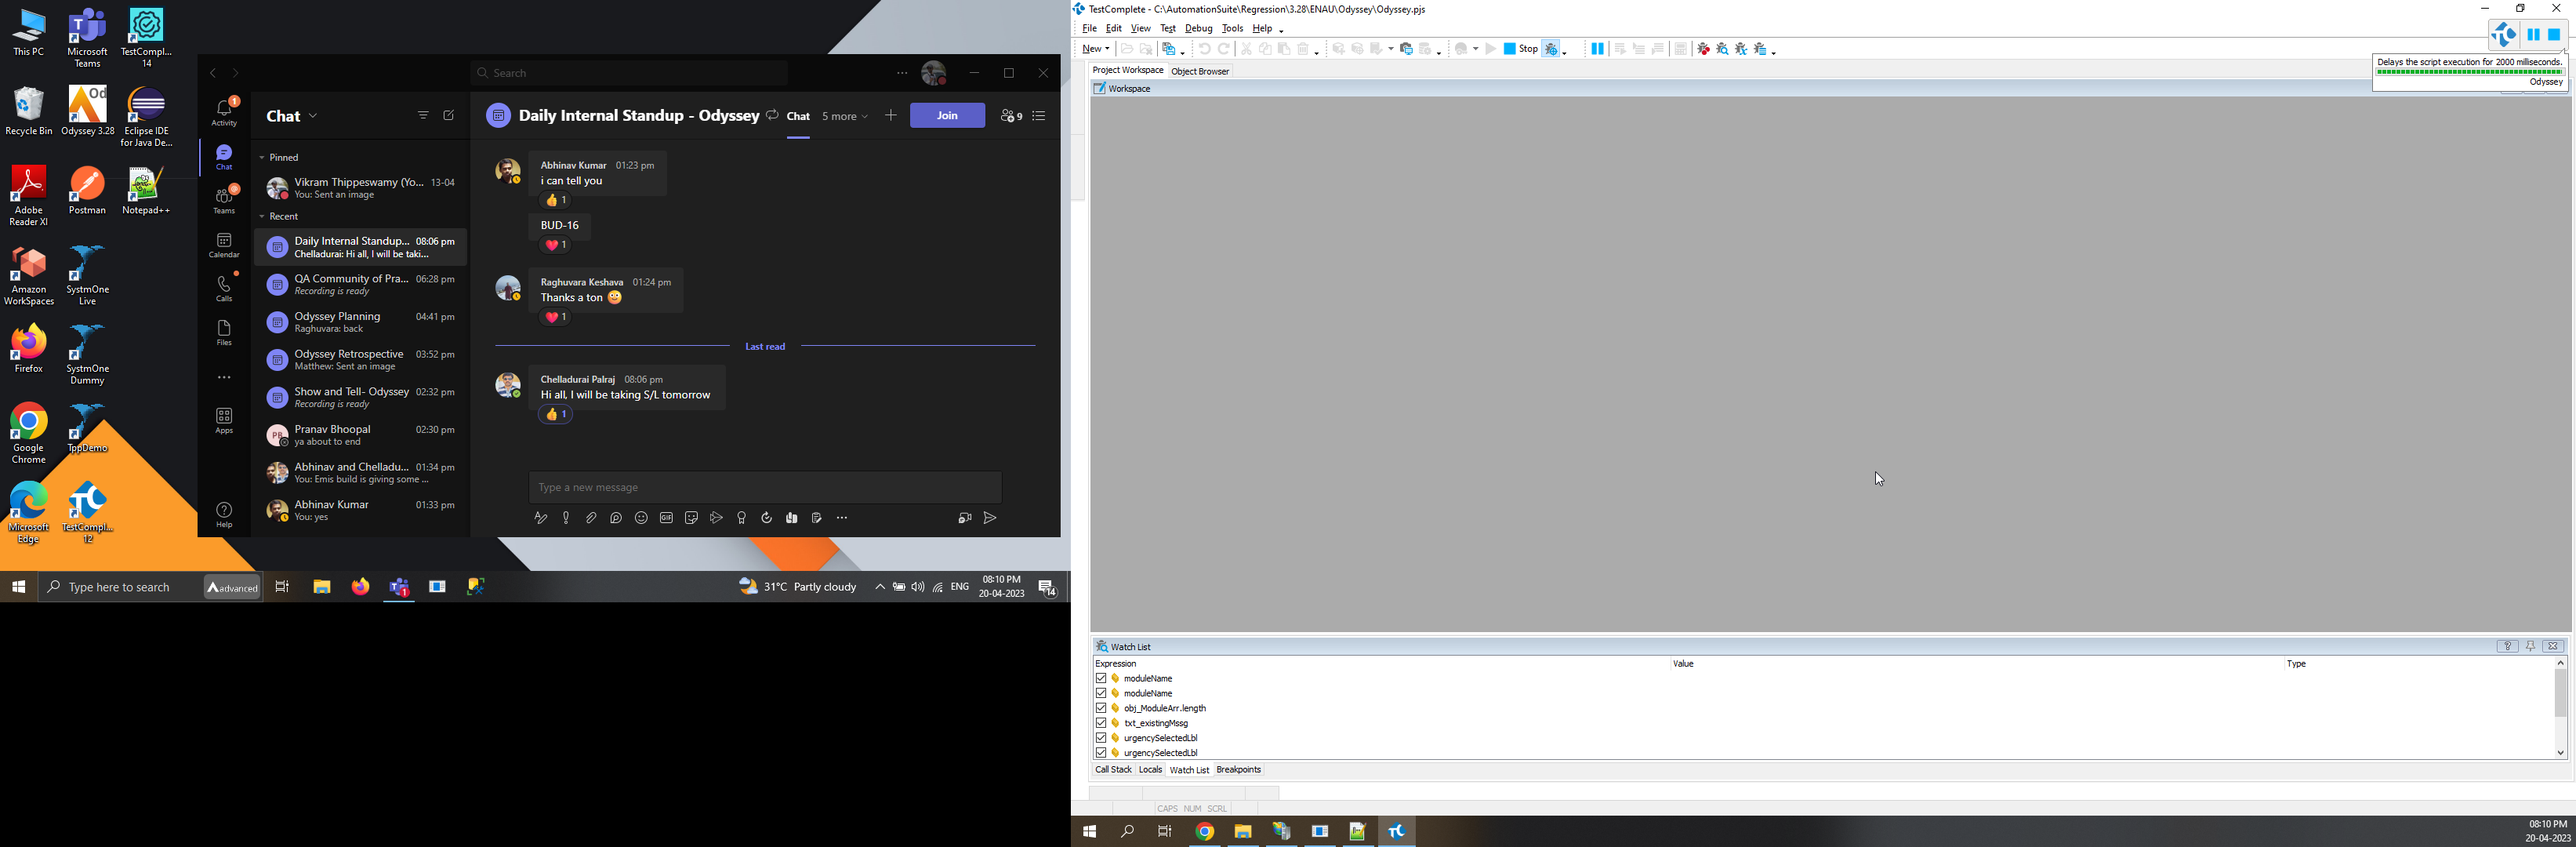 This PC
Microsoft
Teams
TestCompl...
14
Recycle Bin
Odyssey 3.28
Eclipse IDE
for Java De...
Adobe
Reader XI
Postman
Notepad++
Amazon
WorkSpaces
SystmOne
Live
Firefox
SystmOne
Dummy
Google
Chrome
TppDemo
Microsoft
Edge
TestCompl...
12
Search
Activity
1
Chat
Teams
Calendar
Calls
Files
Apps
Help
Chat
Pinned
Vikram Thippeswamy (Yo... 13-04
You: Sent an image
Recent
Daily Internal Standup... 08:06 pm
Chelladurai: Hi all, I will be taki...
QA Community of Pra... 06:28 pm
Recording is ready
Odyssey Planning 04:41 pm
Raghuvara: back
Odyssey Retrospective 03:52 pm
Matthew: Sent an image
Show and Tell- Odyssey 02:32 pm
Recording is ready
PB
Pranav Bhoopal 02:30 pm
ya about to end
Abhinav and Chelladu... 01:34 pm
You: Emis build is giving some ...
Abhinav Kumar 01:33 pm
You: yes
Daily Internal Standup - Odyssey Chat 5 more Join 9
Abhinav Kumar 01:23 pm
i can tell you
1
BUD-16
1
Raghuvara Keshava 01:24 pm
Thanks a ton
1
Last read
Chelladurai Palraj 08:06 pm
Hi all, I will be taking S/L tomorrow
1
Type a new message
GIF
Type here to search
advanced
1
31°C Partly cloudy
ENG
08:10 PM
20-04-2023
14
TestComplete - C:\AutomationSuite\Regression\3.28\ENAU\Odyssey\Odyssey.pjs
File Edit View Test Debug Tools Help
New Stop
Delays the script execution for 2000 milliseconds.
Odyssey
Project Workspace Object Browser
Workspace
Watch List
Expression Value Type
moduleName
moduleName
obj_ModuleArr.length
txt_existingMssg
urgencySelectedLbl
urgencySelectedLbl
Call Stack Locals Watch List Breakpoints
CAPS NUM SCRL
08:10 PM
20-04-2023